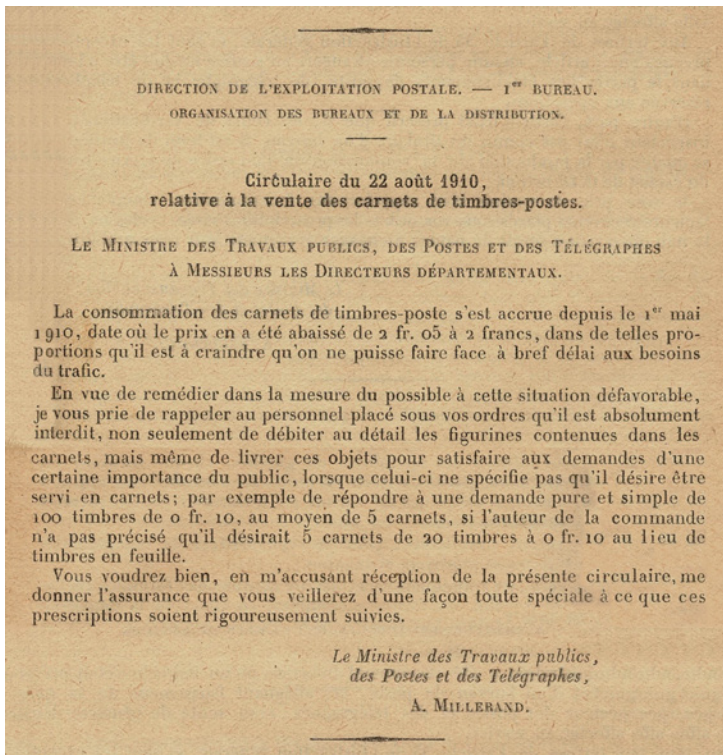 DIRECTION DE L'EXPLOITATION POSTALE. — 1er BUREAU.
ORGANISATION DES BUREAUX ET DE LA DISTRIBUTION.
Circulaire du 22 août 1910,
relative à la vente des carnets de timbres-postes.
LE MINISTRE DES TRAVAUX PUBLICS, DES POSTES ET DES TÉLÉGRAPHES
À MESSIEURS LES DIRECTEURS DÉPARTEMENTAUX.
La consommation des carnets de timbres-poste s'est accrue depuis le 1er mai
1910, date où le prix en a été abaissé de 2 fr. 05 à 2 francs, dans de telles pro-
portions qu'il est à craindre qu'on ne puisse faire face à bref délai aux besoins
du trafic.
En vue de remédier dans la mesure du possible à cette situation défavorable,
je vous prie de rappeler au personnel placé sous vos ordres qu'il est absolument
interdit, non seulement de débiter au détail les figurines contenues dans les
carnets, mais même de livrer ces objets pour satisfaire aux demandes d'une
certaine importance du public, lorsque celui-ci ne spécifie pas qu'il désire être
servi en carnets; par exemple de répondre à une demande pure et simple de
100 timbres de 0 fr. 10, au moyen de 5 carnets, si l'auteur de la commande
n'a pas précisé qu'il désirait 5 carnets de 20 timbres à 0 fr. 10 au lieu de
timbres en feuille.
Vous voudrez bien, en m'accusant réception de la présente circulaire, me
donner l'assurance que vous veillerez d'une façon toute spéciale à ce que ces
prescriptions soient rigoureusement suivies.
Le Ministre des Travaux publics,
des Postes et des Télégraphes,
A. MILLERAND.